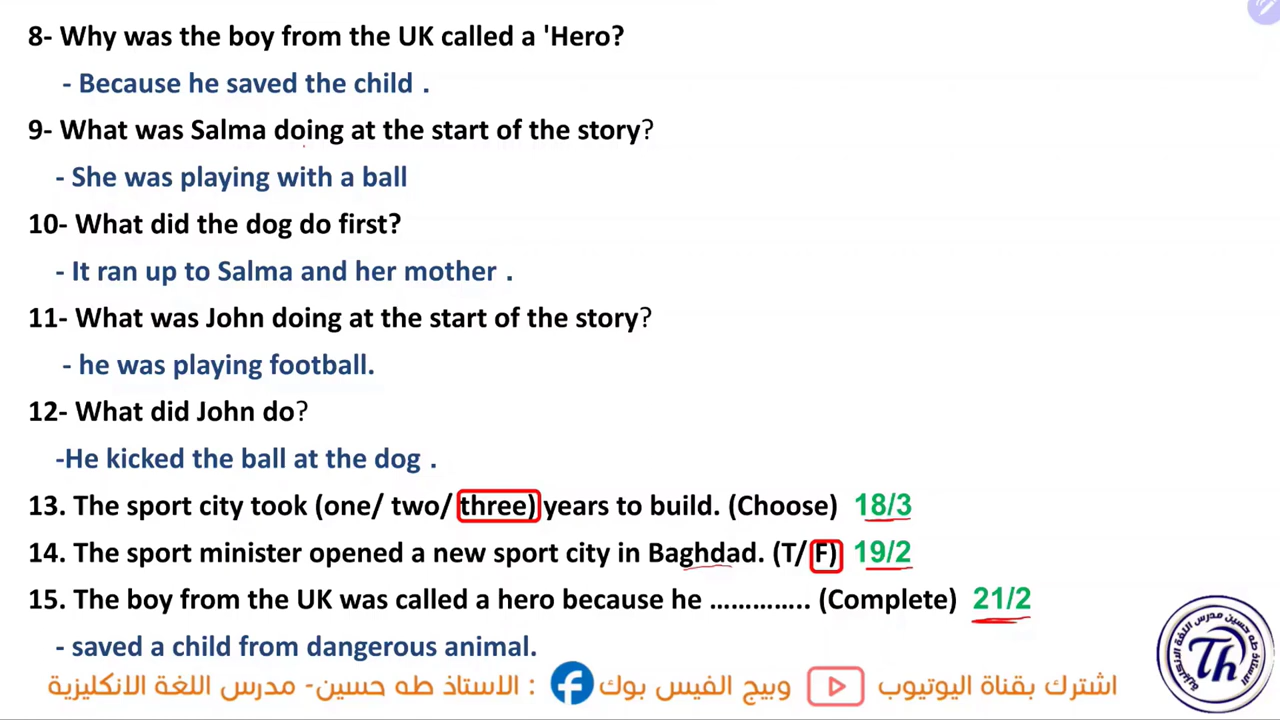 8- Why was the boy from the UK called a 'Hero?
- Because he saved the child .
9- What was Salma doing at the start of the story?
- She was playing with a ball
10- What did the dog do first?
- It ran up to Salma and her mother .
11- What was John doing at the start of the story?
- he was playing football.
12- What did John do?
-He kicked the ball at the dog .
13. The sport city took (one/ two/ three) years to build. (Choose) 18/3
14. The sport minister opened a new sport city in Baghdad. (T/ F) 19/2
15. The boy from the UK was called a hero because he ………….. (Complete) 21/2
- saved a child from dangerous animal.
اشترك بقناة اليوتيوب وبيج الفيس بوك : الاستاذ طه حسين- مدرس اللغة الانكليزية
Th
الاستاذ طه حسين مدرس اللغة الانكليزية